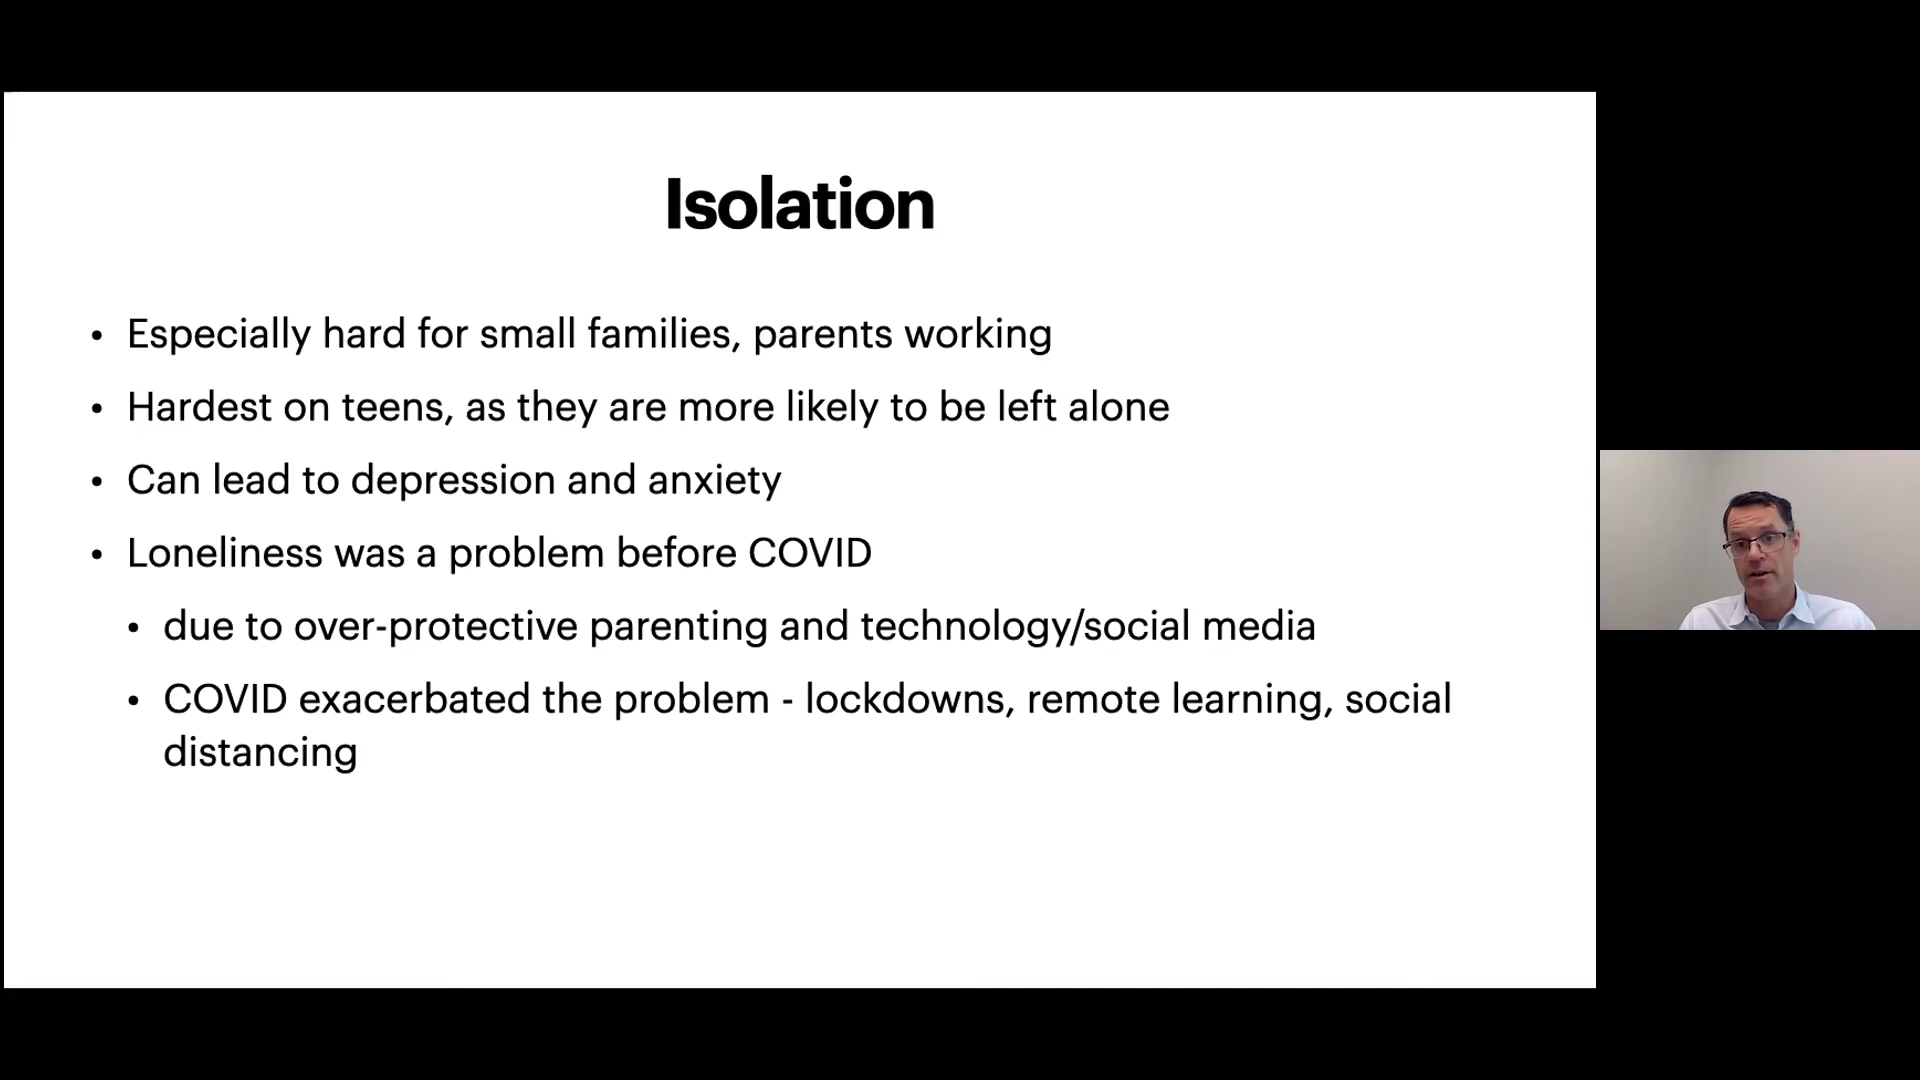 Isolation
• Especially hard for small families, parents working
• Hardest on teens, as they are more likely to be left alone
• Can lead to depression and anxiety
• Loneliness was a problem before COVID
• due to over-protective parenting and technology/social media
• COVID exacerbated the problem - lockdowns, remote learning, social
distancing